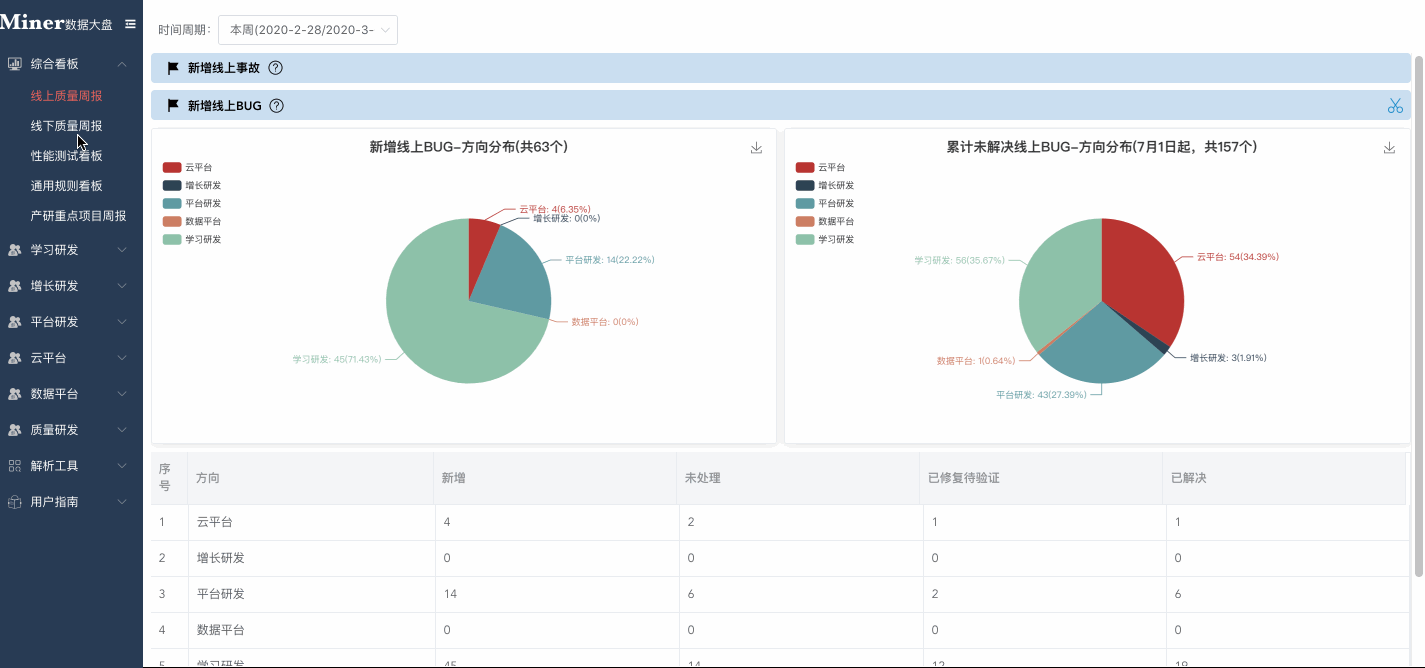 Miner数据大盘
综合看板
线上质量周报
线下质量周报
性能测试看板
通用规则看板
产研重点项目周报
学习研发
增长研发
平台研发
云平台
数据平台
质量研发
解析工具
用户指南
时间周期: 本周(2020-2-28/2020-3-
新增线上事故 ?
新增线上BUG ?
新增线上BUG-方向分布(共63个)
云平台
增长研发
平台研发
数据平台
学习研发
云平台: 4(6.35%)
增长研发: 0(0%)
平台研发: 14(22.22%)
数据平台: 0(0%)
学习研发: 45(71.43%)
累计未解决线上BUG-方向分布(7月1日起，共157个)
云平台
增长研发
平台研发
数据平台
学习研发
云平台: 54(34.39%)
学习研发: 56(35.67%)
增长研发: 3(1.91%)
数据平台: 1(0.64%)
平台研发: 43(27.39%)
序号 方向 新增 未处理 已修复待验证 已解决
1 云平台 4 2 1 1
2 增长研发 0 0 0 0
3 平台研发 14 6 2 6
4 数据平台 0 0 0 0
5 学习研发 45 14 12 19